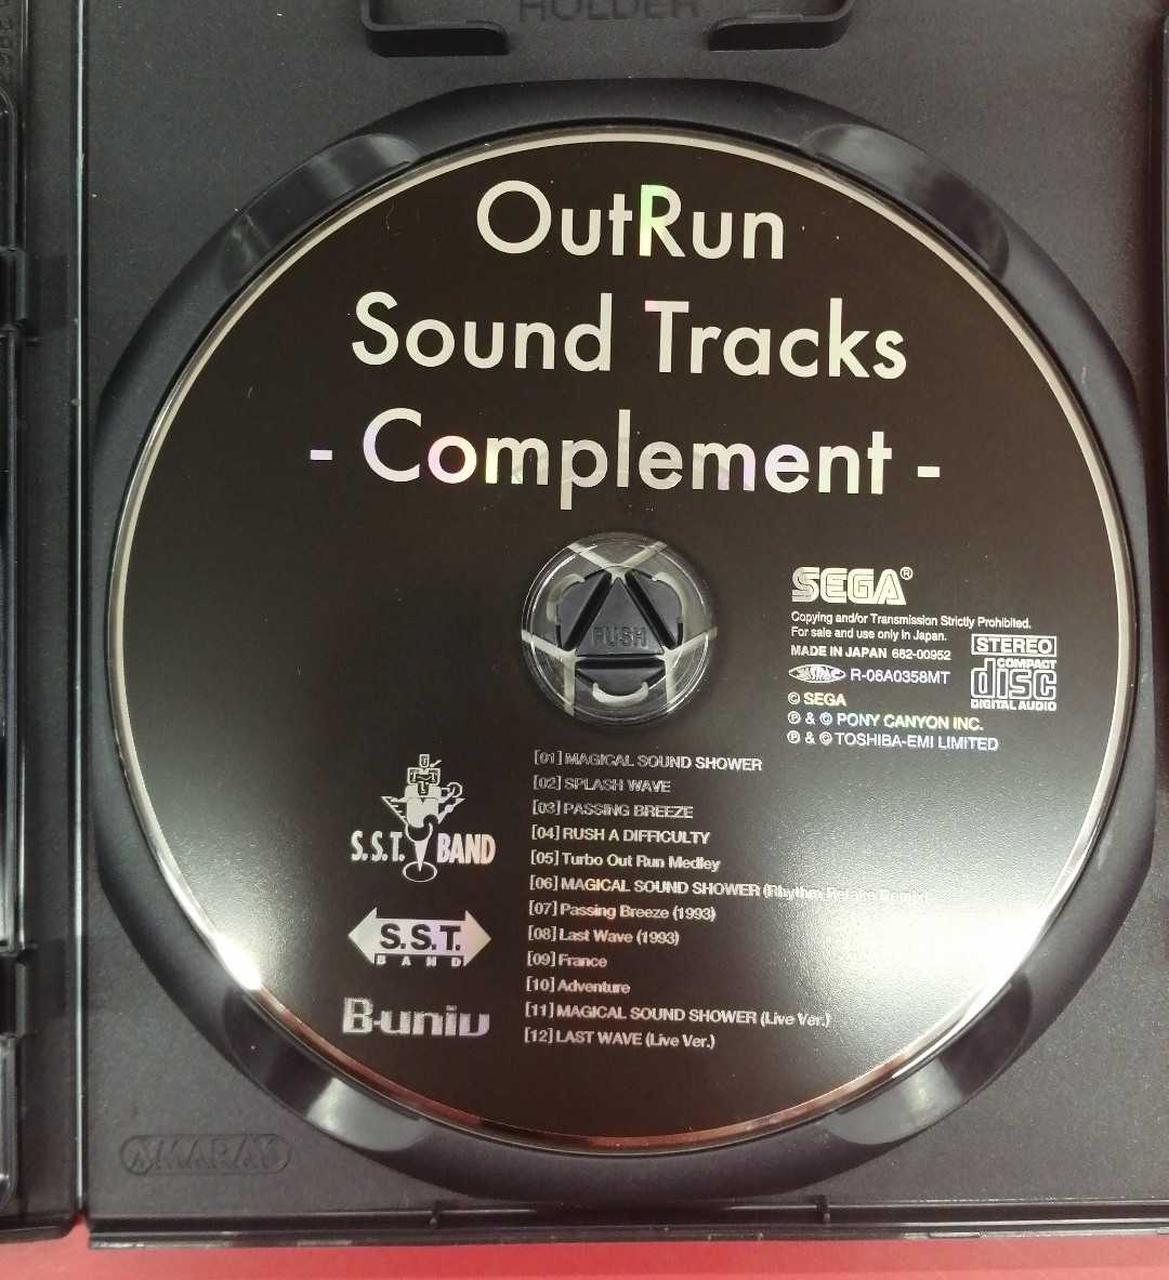 HOLDER
OutRun
Sound Tracks
- Complement -
PUSH
SEGA®
Copying and/or Transmission Strictly Prohibited.
For sale and use only in Japan.
MADE IN JAPAN 682-00952
R-06A0358MT
STEREO
COMPACT
disc
DIGITAL AUDIO
© SEGA
℗ & © PONY CANYON INC.
℗ & © TOSHIBA-EMI LIMITED
[01] MAGICAL SOUND SHOWER
[02] SPLASH WAVE
[03] PASSING BREEZE
[04] RUSH A DIFFICULTY
[05] Turbo Out Run Medley
[06] MAGICAL SOUND SHOWER (Rhythm Retake Remix)
[07] Passing Breeze (1993)
[08] Last Wave (1993)
[09] France
[10] Adventure
[11] MAGICAL SOUND SHOWER (Live Ver.)
[12] LAST WAVE (Live Ver.)
S.S.T. BAND
S.S.T.
BAND
B-univ
AMARAY